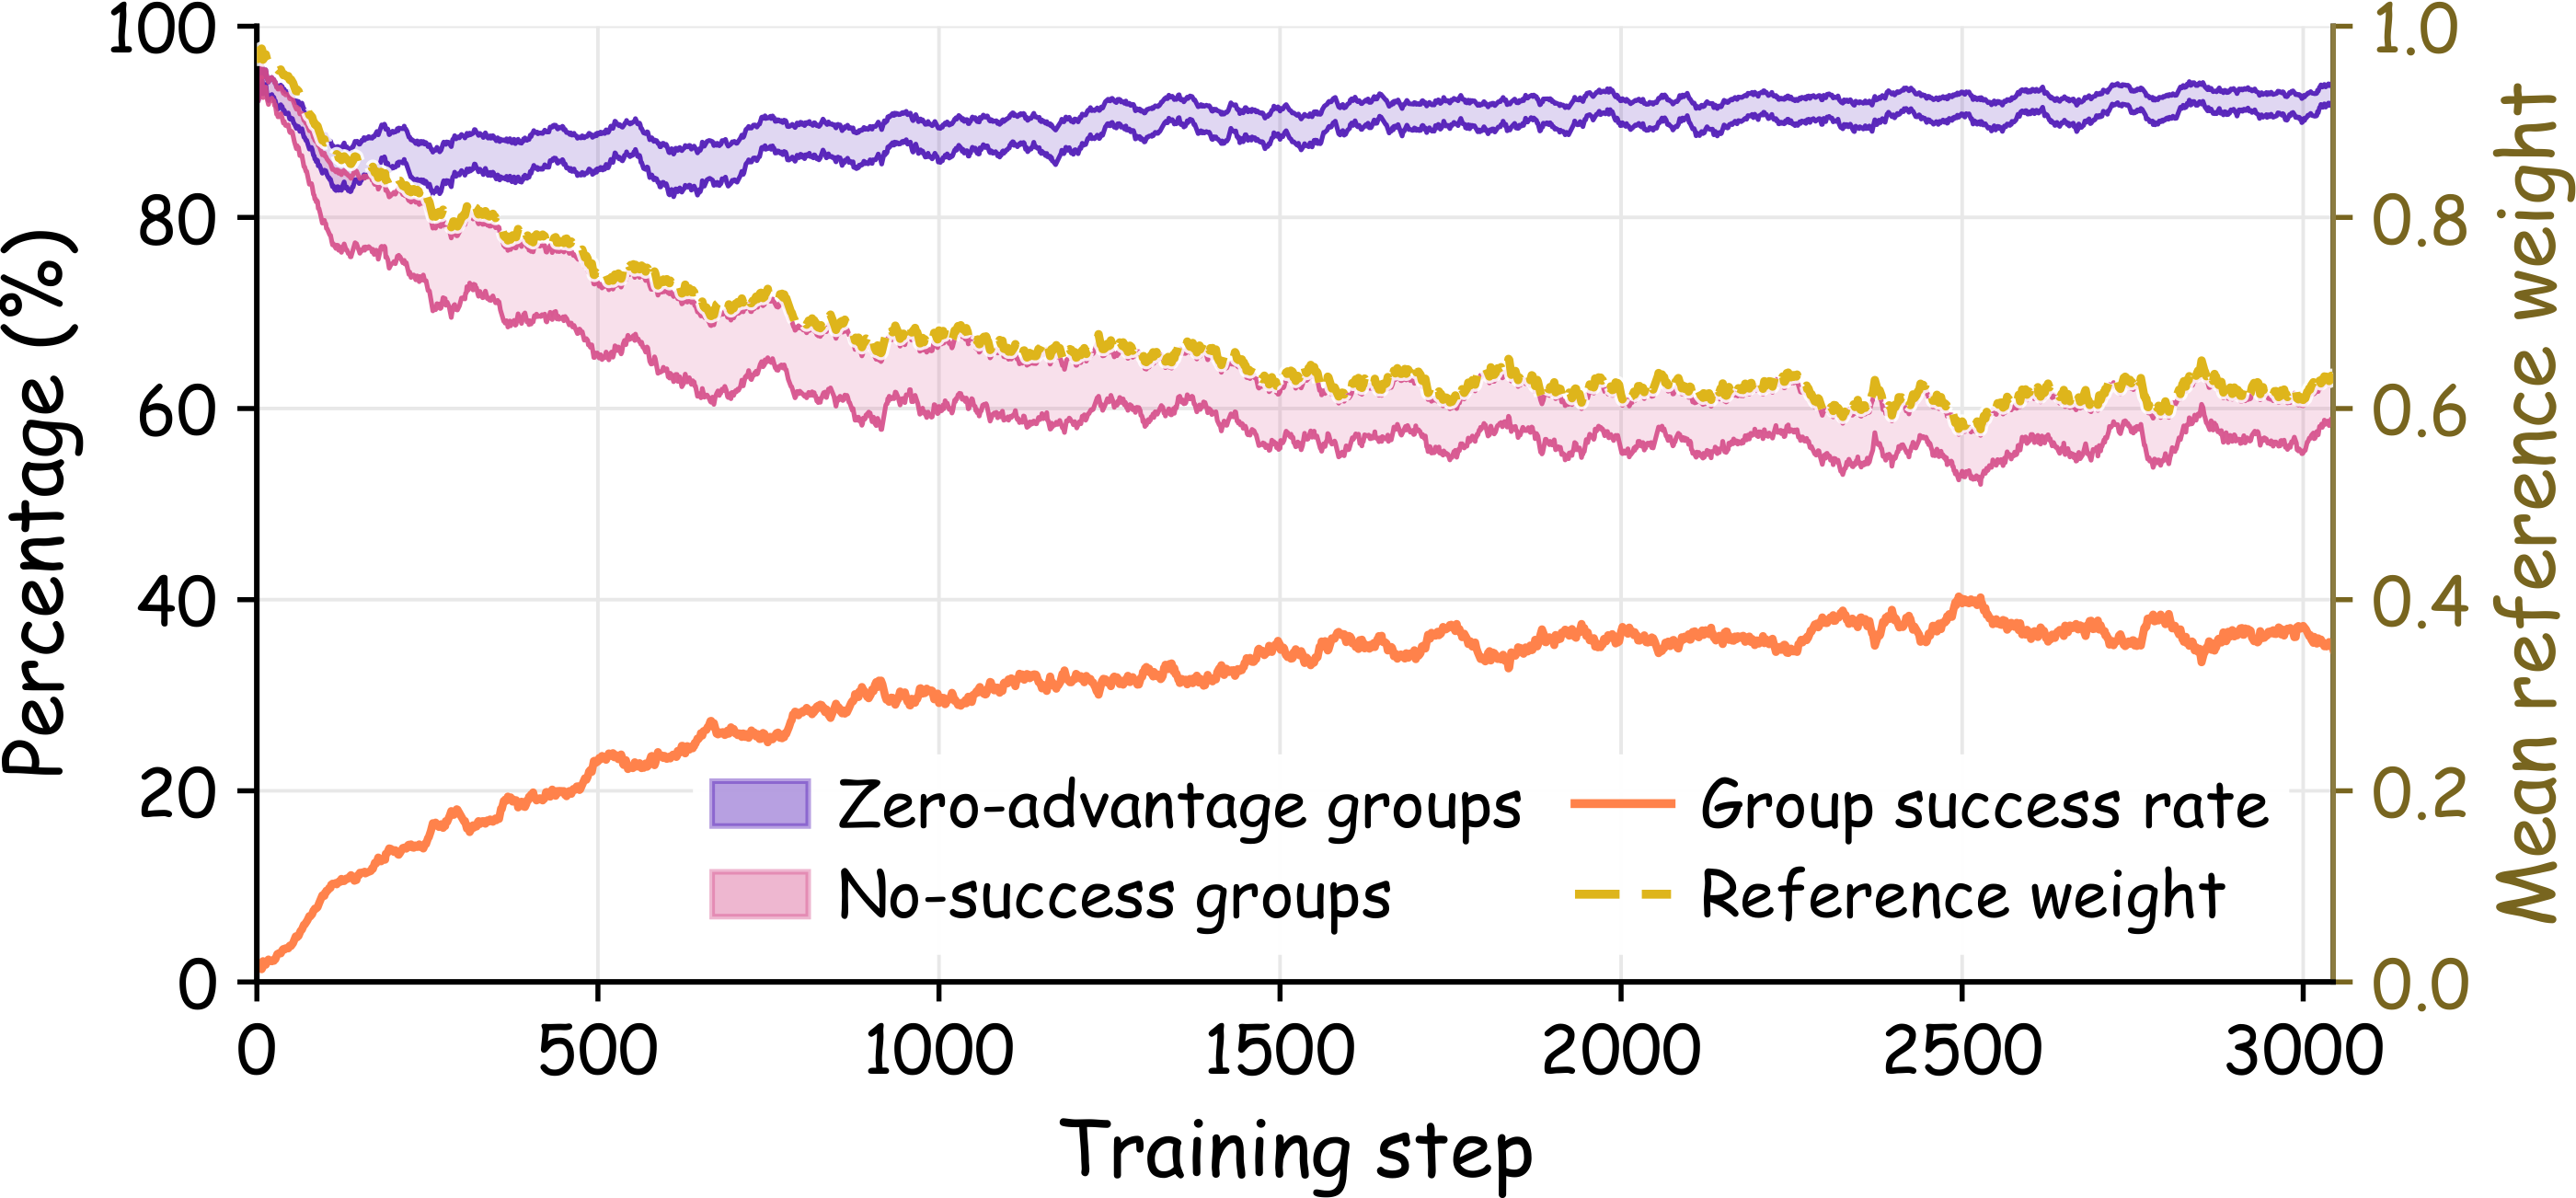 Percentage (%)
100
80
60
40
20
0
0
500
1000
1500
2000
2500
3000
Training step
1.0
0.8
0.6
0.4
0.2
0.0
Mean reference weight
Zero-advantage groups
No-success groups
Group success rate
Reference weight